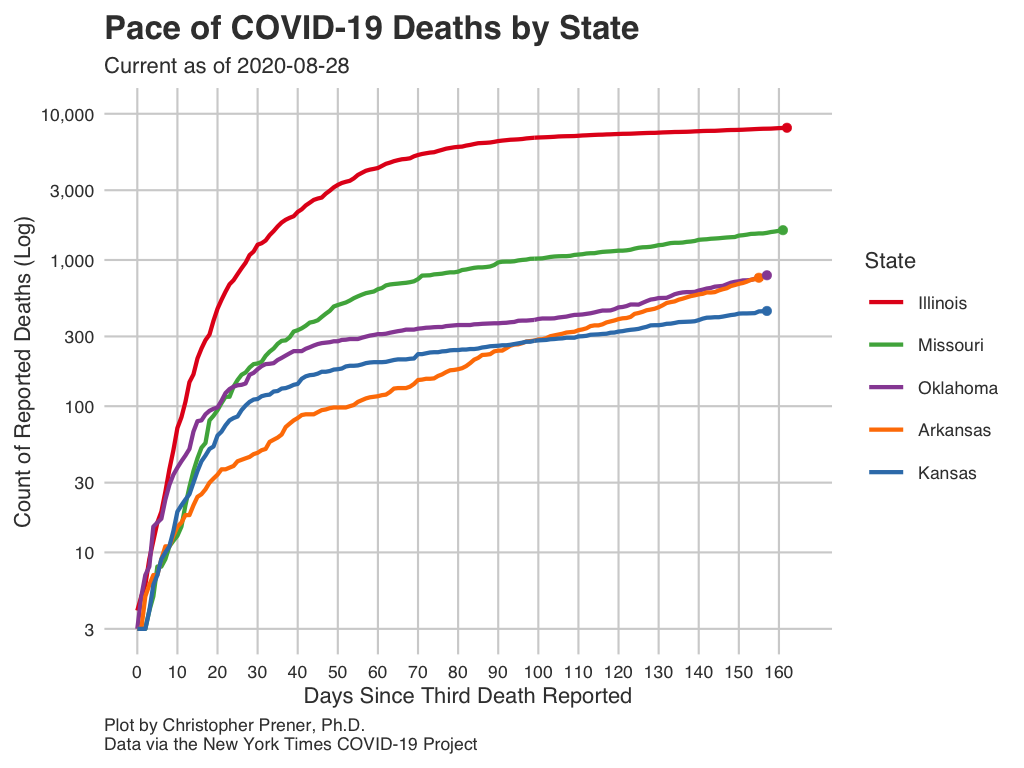 Pace of COVID-19 Deaths by State
Current as of 2020-08-28
Count of Reported Deaths (Log)
10,000
3,000
1,000
300
100
30
10
3
0 10 20 30 40 50 60 70 80 90 100 110 120 130 140 150 160
Days Since Third Death Reported
State
Illinois
Missouri
Oklahoma
Arkansas
Kansas
Plot by Christopher Prener, Ph.D.
Data via the New York Times COVID-19 Project